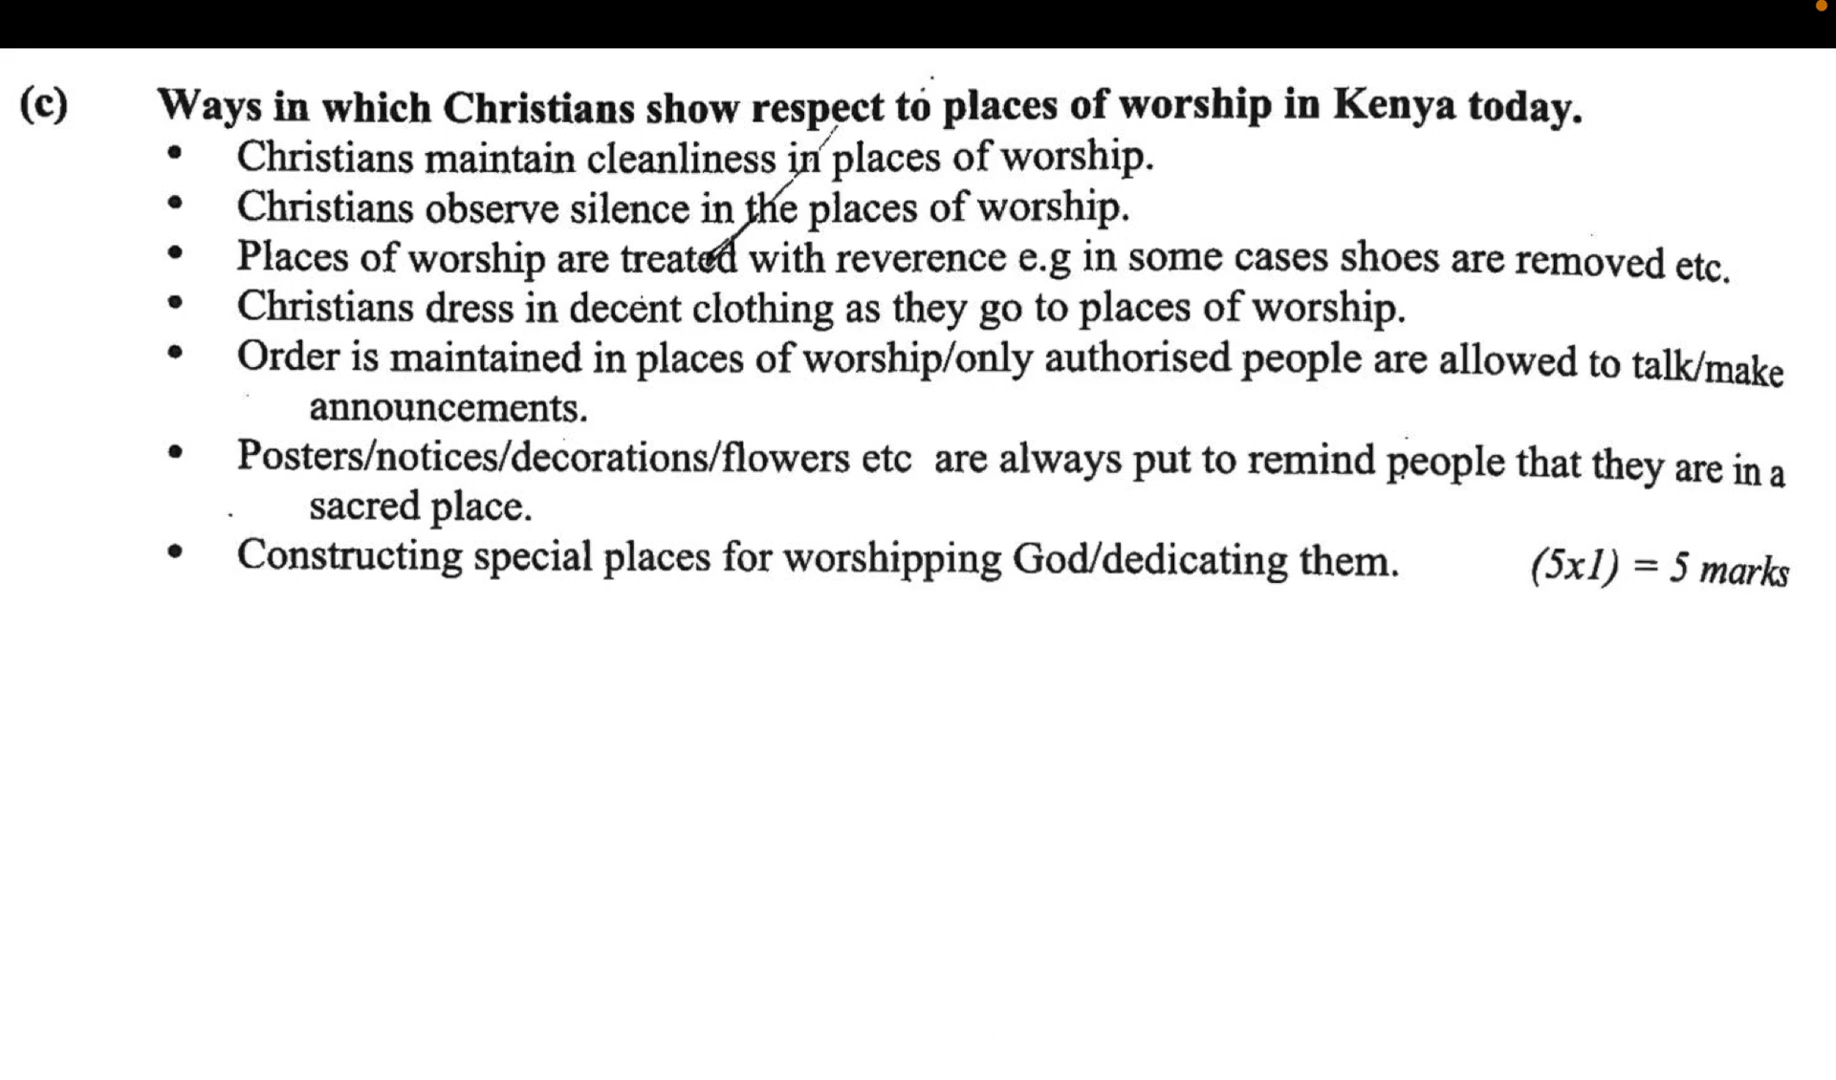 (c) Ways in which Christians show respect to places of worship in Kenya today.
• Christians maintain cleanliness in places of worship.
• Christians observe silence in the places of worship.
• Places of worship are treated with reverence e.g in some cases shoes are removed etc.
• Christians dress in decent clothing as they go to places of worship.
• Order is maintained in places of worship/only authorised people are allowed to talk/make
announcements.
• Posters/notices/decorations/flowers etc are always put to remind people that they are in a
sacred place.
• Constructing special places for worshipping God/dedicating them. (5x1) = 5 marks